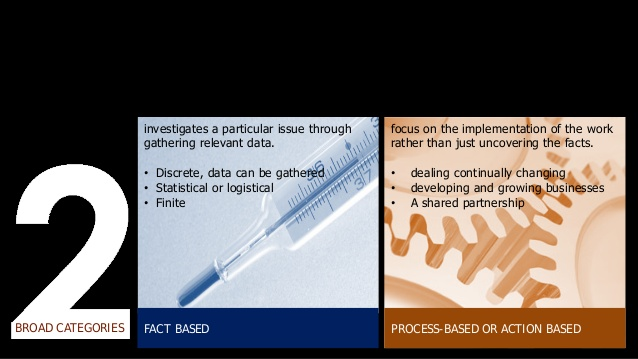 investigates a particular issue through
gathering relevant data.
• Discrete, data can be gathered
• Statistical or logistical
• Finite
focus on the implementation of the work
rather than just uncovering the facts.
• dealing continually changing
• developing and growing businesses
• A shared partnership
2
BROAD CATEGORIES
FACT BASED
PROCESS-BASED OR ACTION BASED